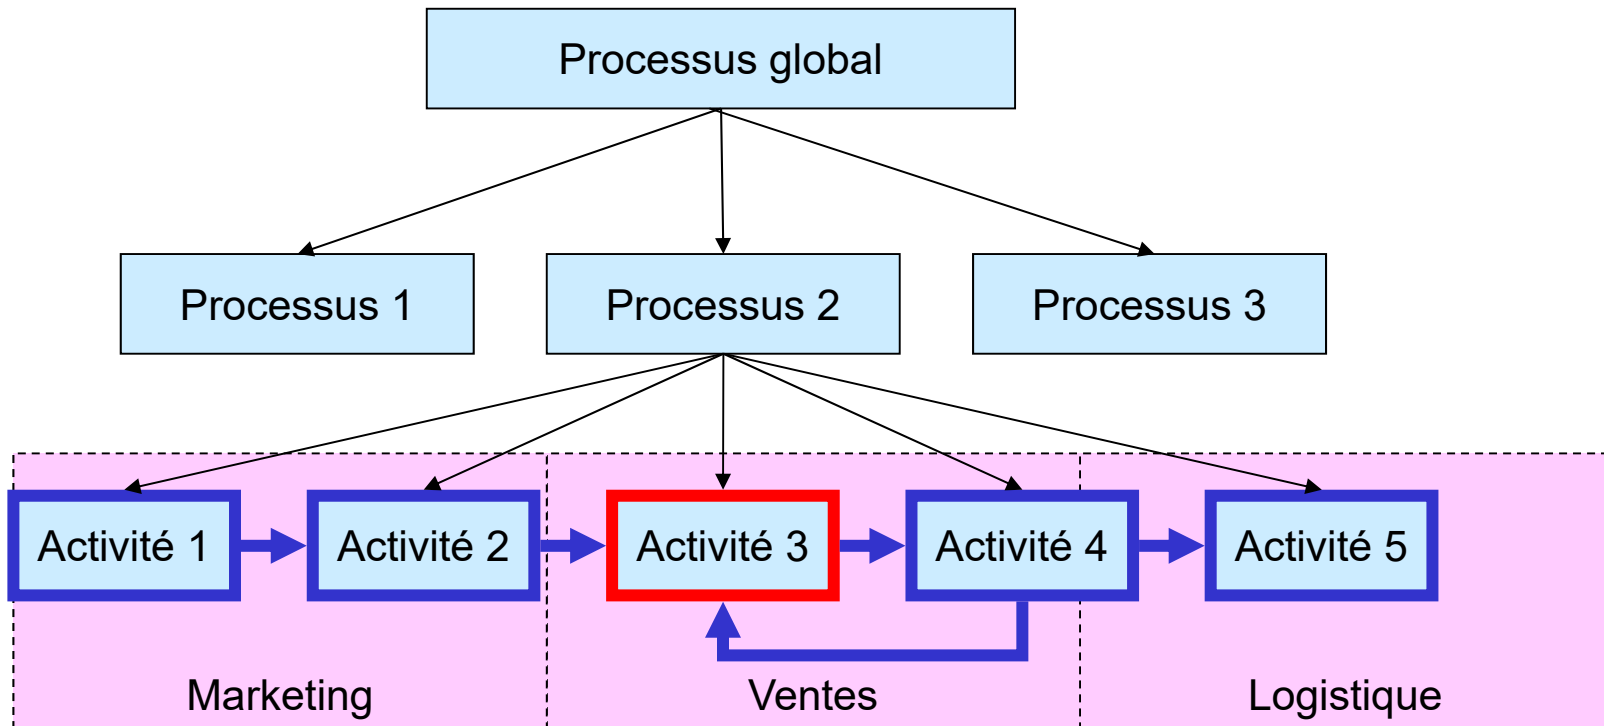 Processus global
Processus 1
Processus 2
Processus 3
Activité 1
Activité 2
Activité 3
Activité 4
Activité 5
Marketing
Ventes
Logistique